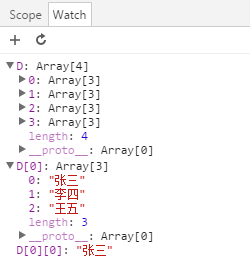 Scope Watch
D: Array[4]
0: Array[3]
1: Array[3]
2: Array[3]
3: Array[3]
length: 4
__proto__: Array[0]
D[0]: Array[3]
0: "张三"
1: "李四"
2: "王五"
length: 3
__proto__: Array[0]
D[0][0]: "张三"